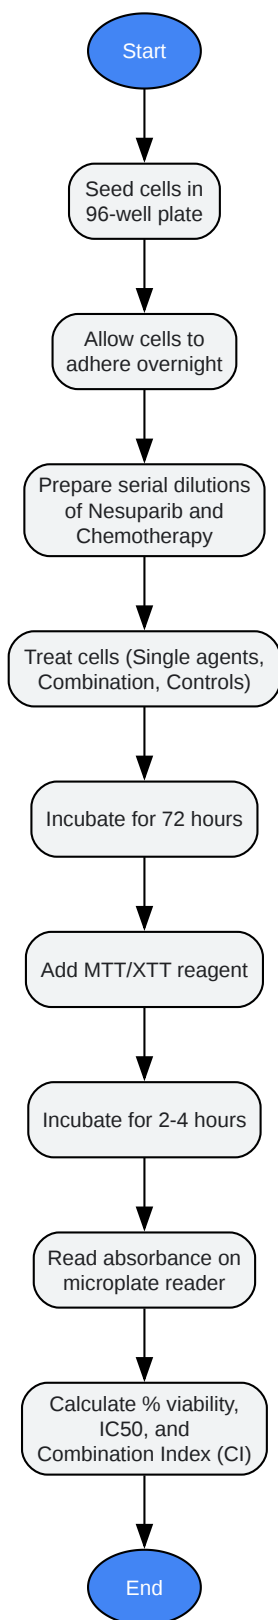 Start
Seed cells in
96-well plate
Allow cells to
adhere overnight
Prepare serial dilutions
of Nesuparib and
Chemotherapy
Treat cells (Single agents,
Combination, Controls)
Incubate for 72 hours
Add MTT/XTT reagent
Incubate for 2-4 hours
Read absorbance on
microplate reader
Calculate % viability,
IC50, and
Combination Index (CI)
End